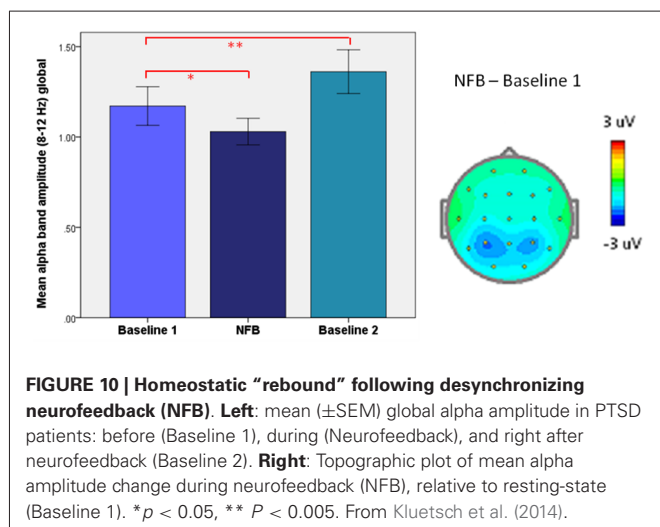 1.50
1.00
.50
.00
Mean alpha band amplitude (8-12 Hz) global
**
*
Baseline 1
NFB
Baseline 2
NFB – Baseline 1
3 uV
-3 uV
FIGURE 10 | Homeostatic “rebound” following desynchronizing
neurofeedback (NFB). Left: mean (±SEM) global alpha amplitude in PTSD
patients: before (Baseline 1), during (Neurofeedback), and right after
neurofeedback (Baseline 2). Right: Topographic plot of mean alpha
amplitude change during neurofeedback (NFB), relative to resting-state
(Baseline 1). *p < 0.05, ** P < 0.005. From Kluetsch et al. (2014).